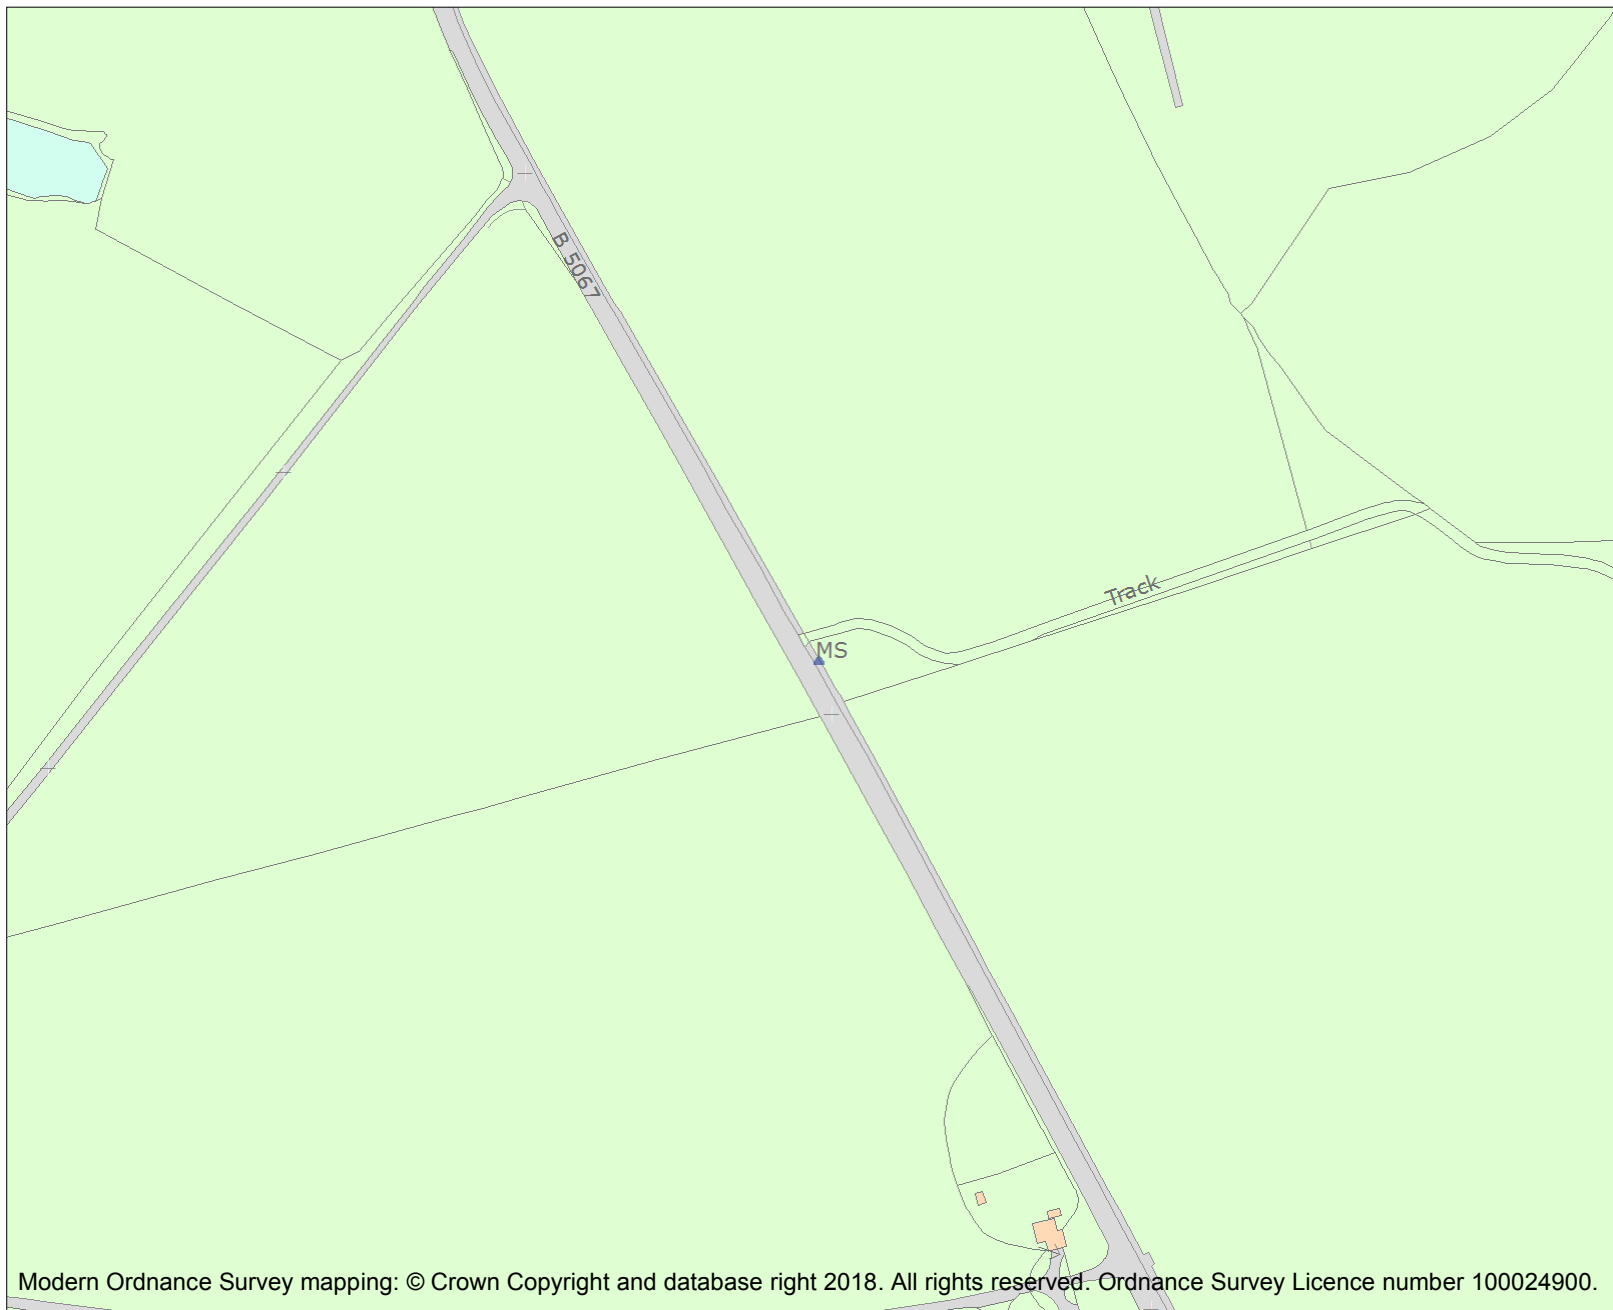 B 5067
Track
MS
Modern Ordnance Survey mapping: © Crown Copyright and database right 2018. All rights reserved. Ordnance Survey Licence number 100024900.